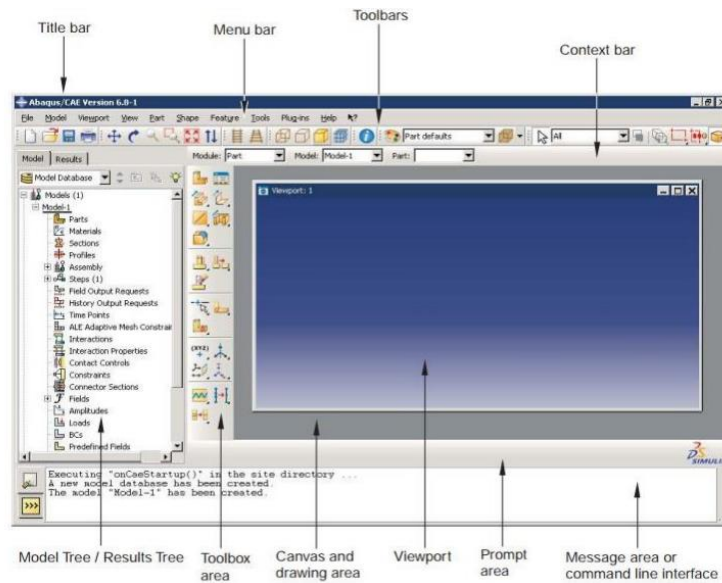 Title bar
Menu bar
Toolbars
Context bar
Abaqus/CAE Version 6.8-1
File Model Viewport View Part Shape Feature Tools Plug-ins Help
Part defaults
All
Model Results
Module: Part Model: Model-1 Part:
Model Database
Viewport: 1
Models (1)
Model-1
Parts
Materials
Sections
Profiles
Assembly
Steps (1)
Field Output Requests
History Output Requests
Time Points
ALE Adaptive Mesh Constrain
Interactions
Interaction Properties
Contact Controls
Constraints
Connector Sections
Fields
Amplitudes
Loads
BCs
Predefined Fields
(XYZ)
SIMULIA
Executing "onCaeStartup()" in the site directory ...
A new model database has been created.
The model "Model-1" has been created.
>>>
Model Tree / Results Tree
Toolbox
area
Canvas and
drawing area
Viewport
Prompt
area
Message area or
command line interface